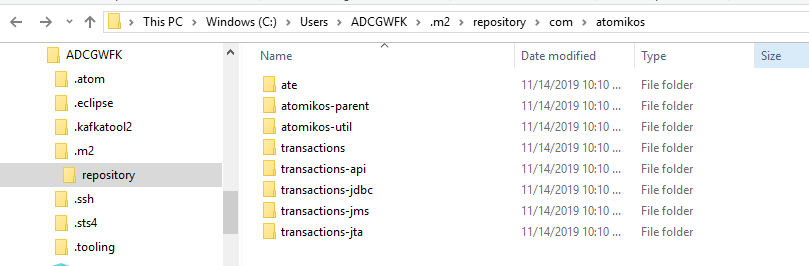 This PC > Windows (C:) > Users > ADCGWFK > .m2 > repository > com > atomikos
Name Date modified Type Size
ADCGWFK
.atom
.eclipse
.kafkatool2
.m2
repository
.ssh
.sts4
.tooling
ate 11/14/2019 10:10 ... File folder
atomikos-parent 11/14/2019 10:10 ... File folder
atomikos-util 11/14/2019 10:10 ... File folder
transactions 11/14/2019 10:10 ... File folder
transactions-api 11/14/2019 10:10 ... File folder
transactions-jdbc 11/14/2019 10:10 ... File folder
transactions-jms 11/14/2019 10:10 ... File folder
transactions-jta 11/14/2019 10:10 ... File folder